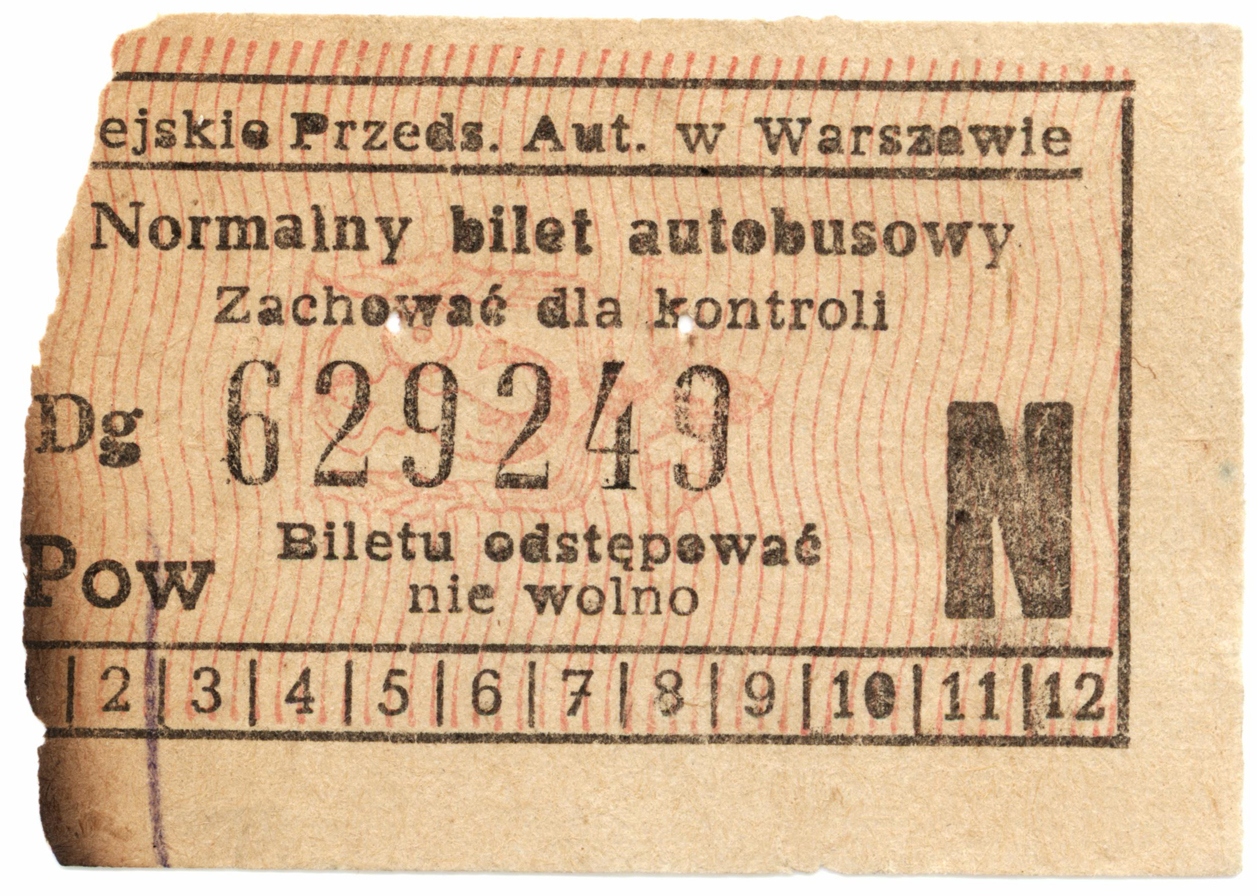 ejskie Przeds. Aut. w Warszawie
Normalny bilet autobusowy
Zachować dla kontroli
Dg 629249
N
Biletu odstępować
Pow
nie wolno
2 3 4 5 6 7 8 9 10 11 12